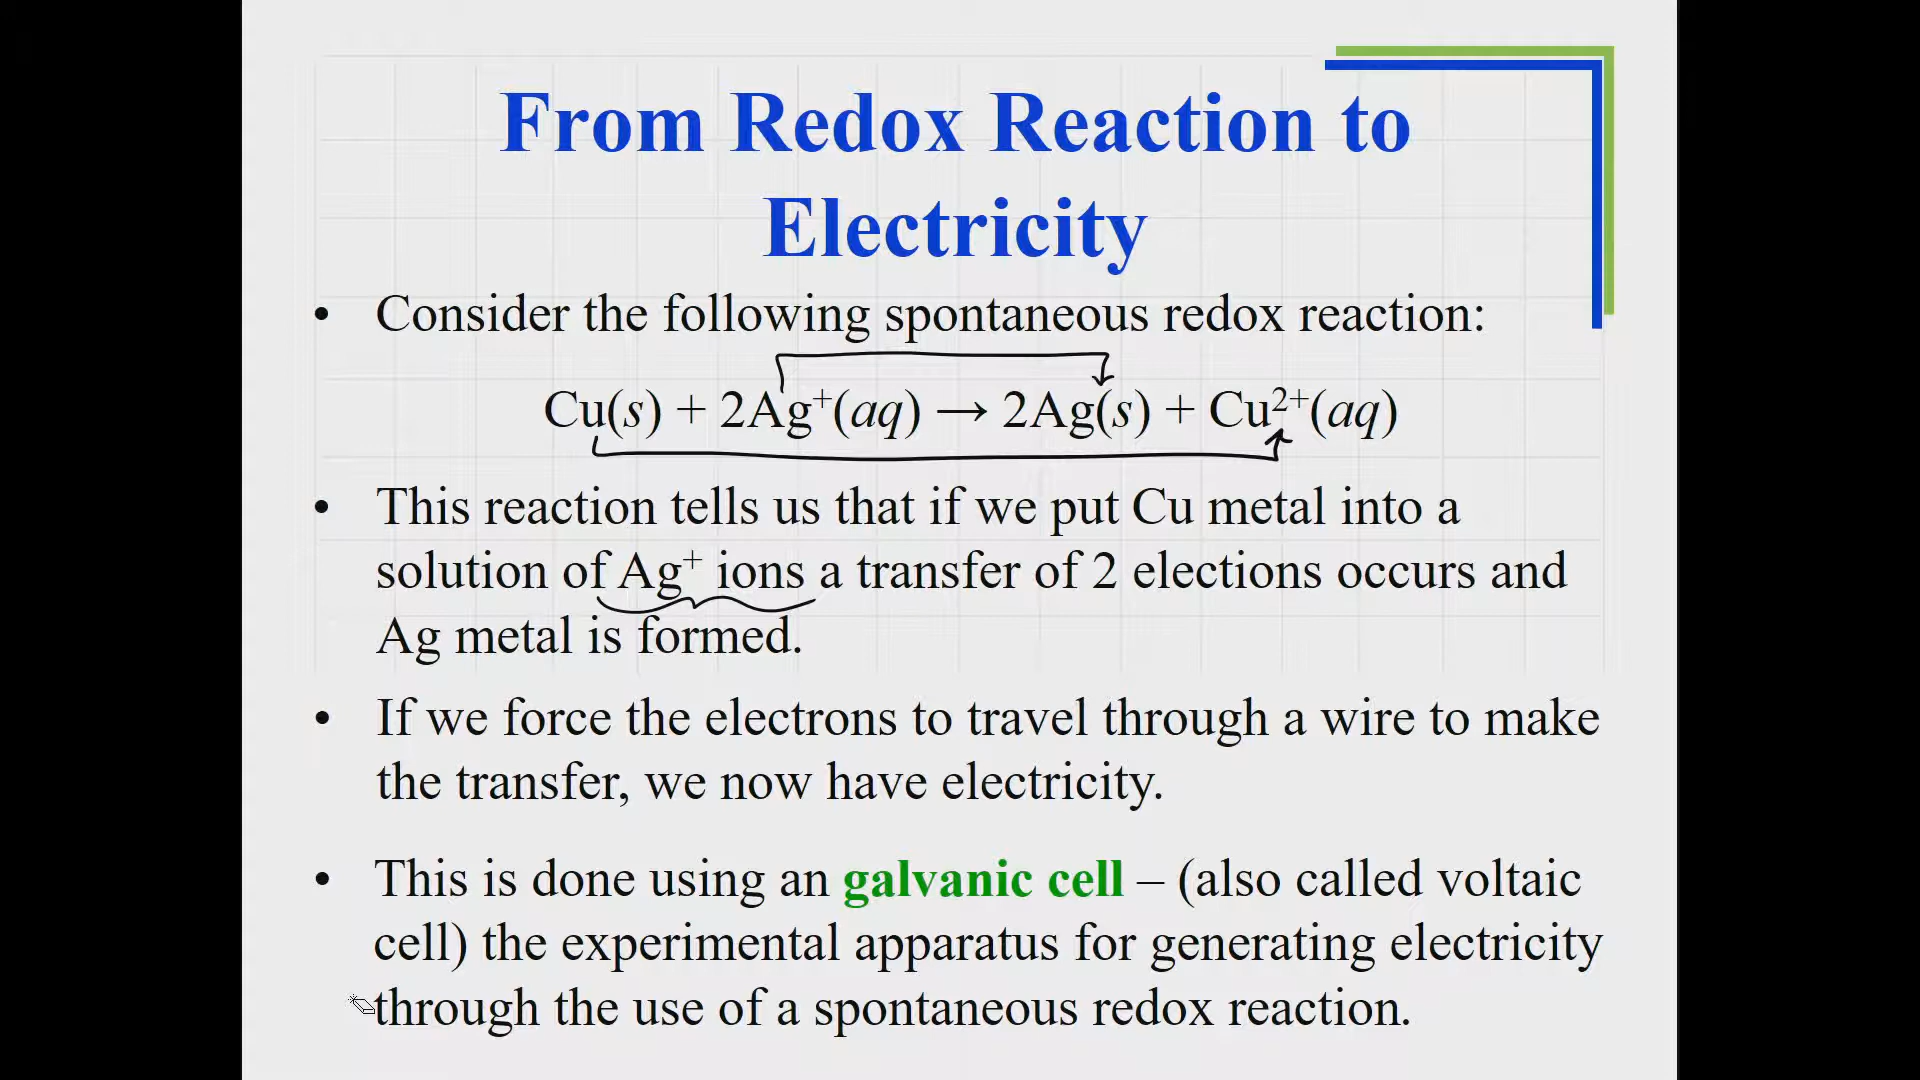 From Redox Reaction to
Electricity
• Consider the following spontaneous redox reaction:
Cu(s) + 2Ag⁺(aq) → 2Ag(s) + Cu²⁺(aq)
• This reaction tells us that if we put Cu metal into a
solution of Ag⁺ ions a transfer of 2 elections occurs and
Ag metal is formed.
• If we force the electrons to travel through a wire to make
the transfer, we now have electricity.
• This is done using an galvanic cell – (also called voltaic
cell) the experimental apparatus for generating electricity
through the use of a spontaneous redox reaction.